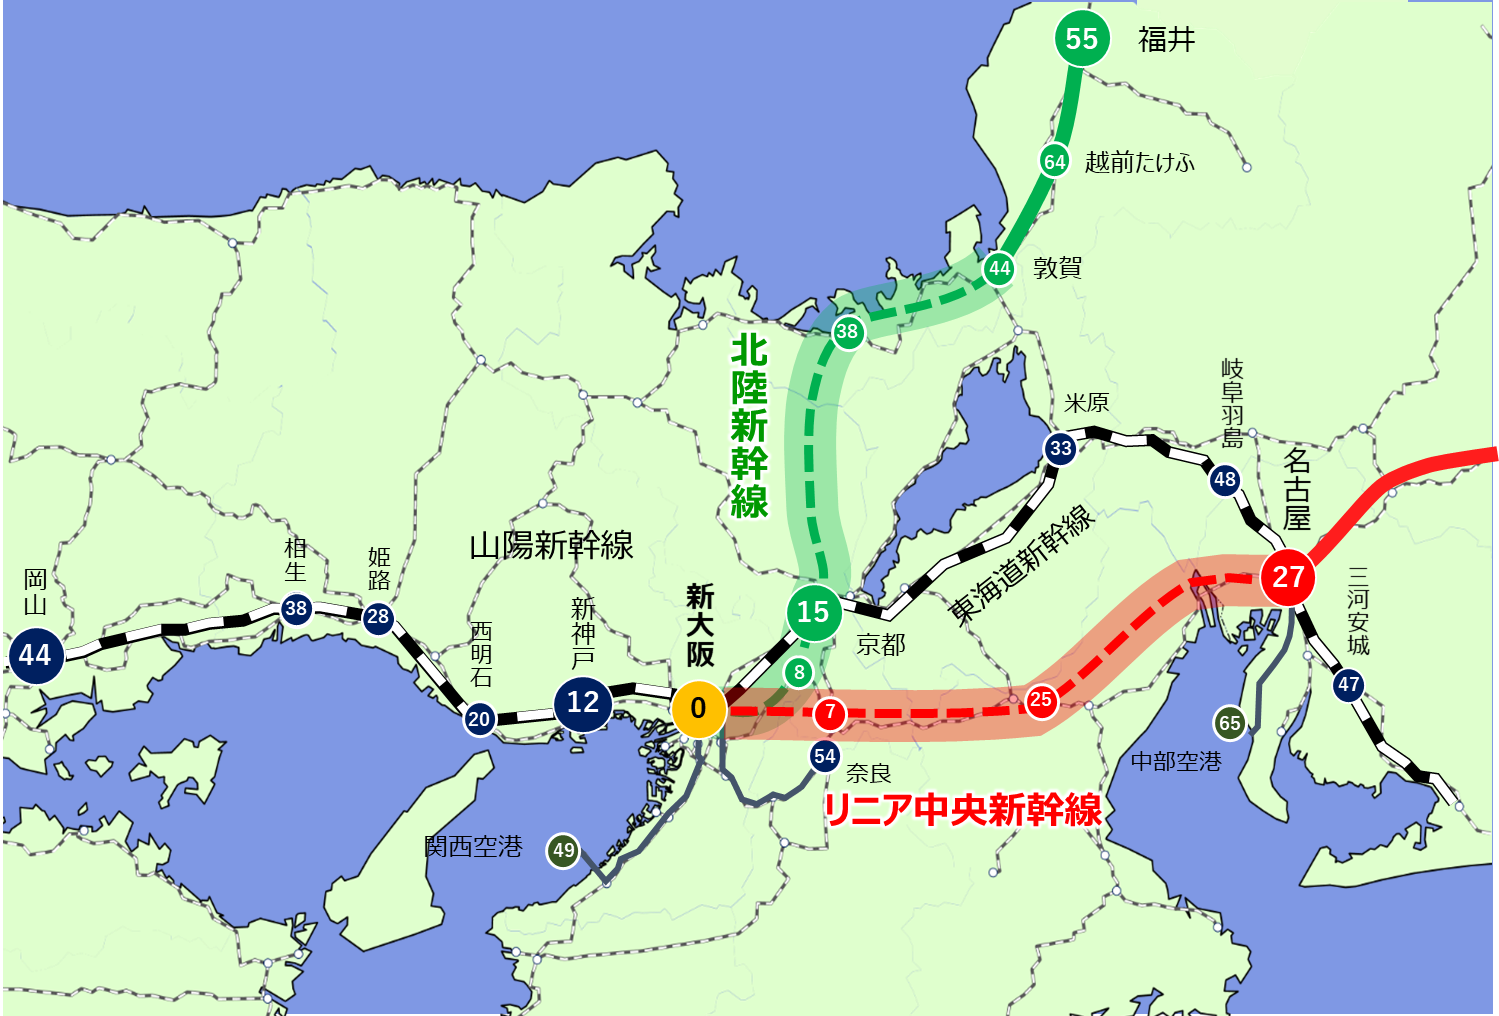 55
福井
64
越前たけふ
44
敦賀
38
北陸新幹線
米原
33
岐阜羽島
48
名古屋
27
三河安城
47
65
中部空港
東海道新幹線
15
京都
8
新大阪
0
7
25
54
奈良
リニア中央新幹線
山陽新幹線
岡山
44
相生
38
姫路
28
西明石
20
新神戸
12
関西空港
49